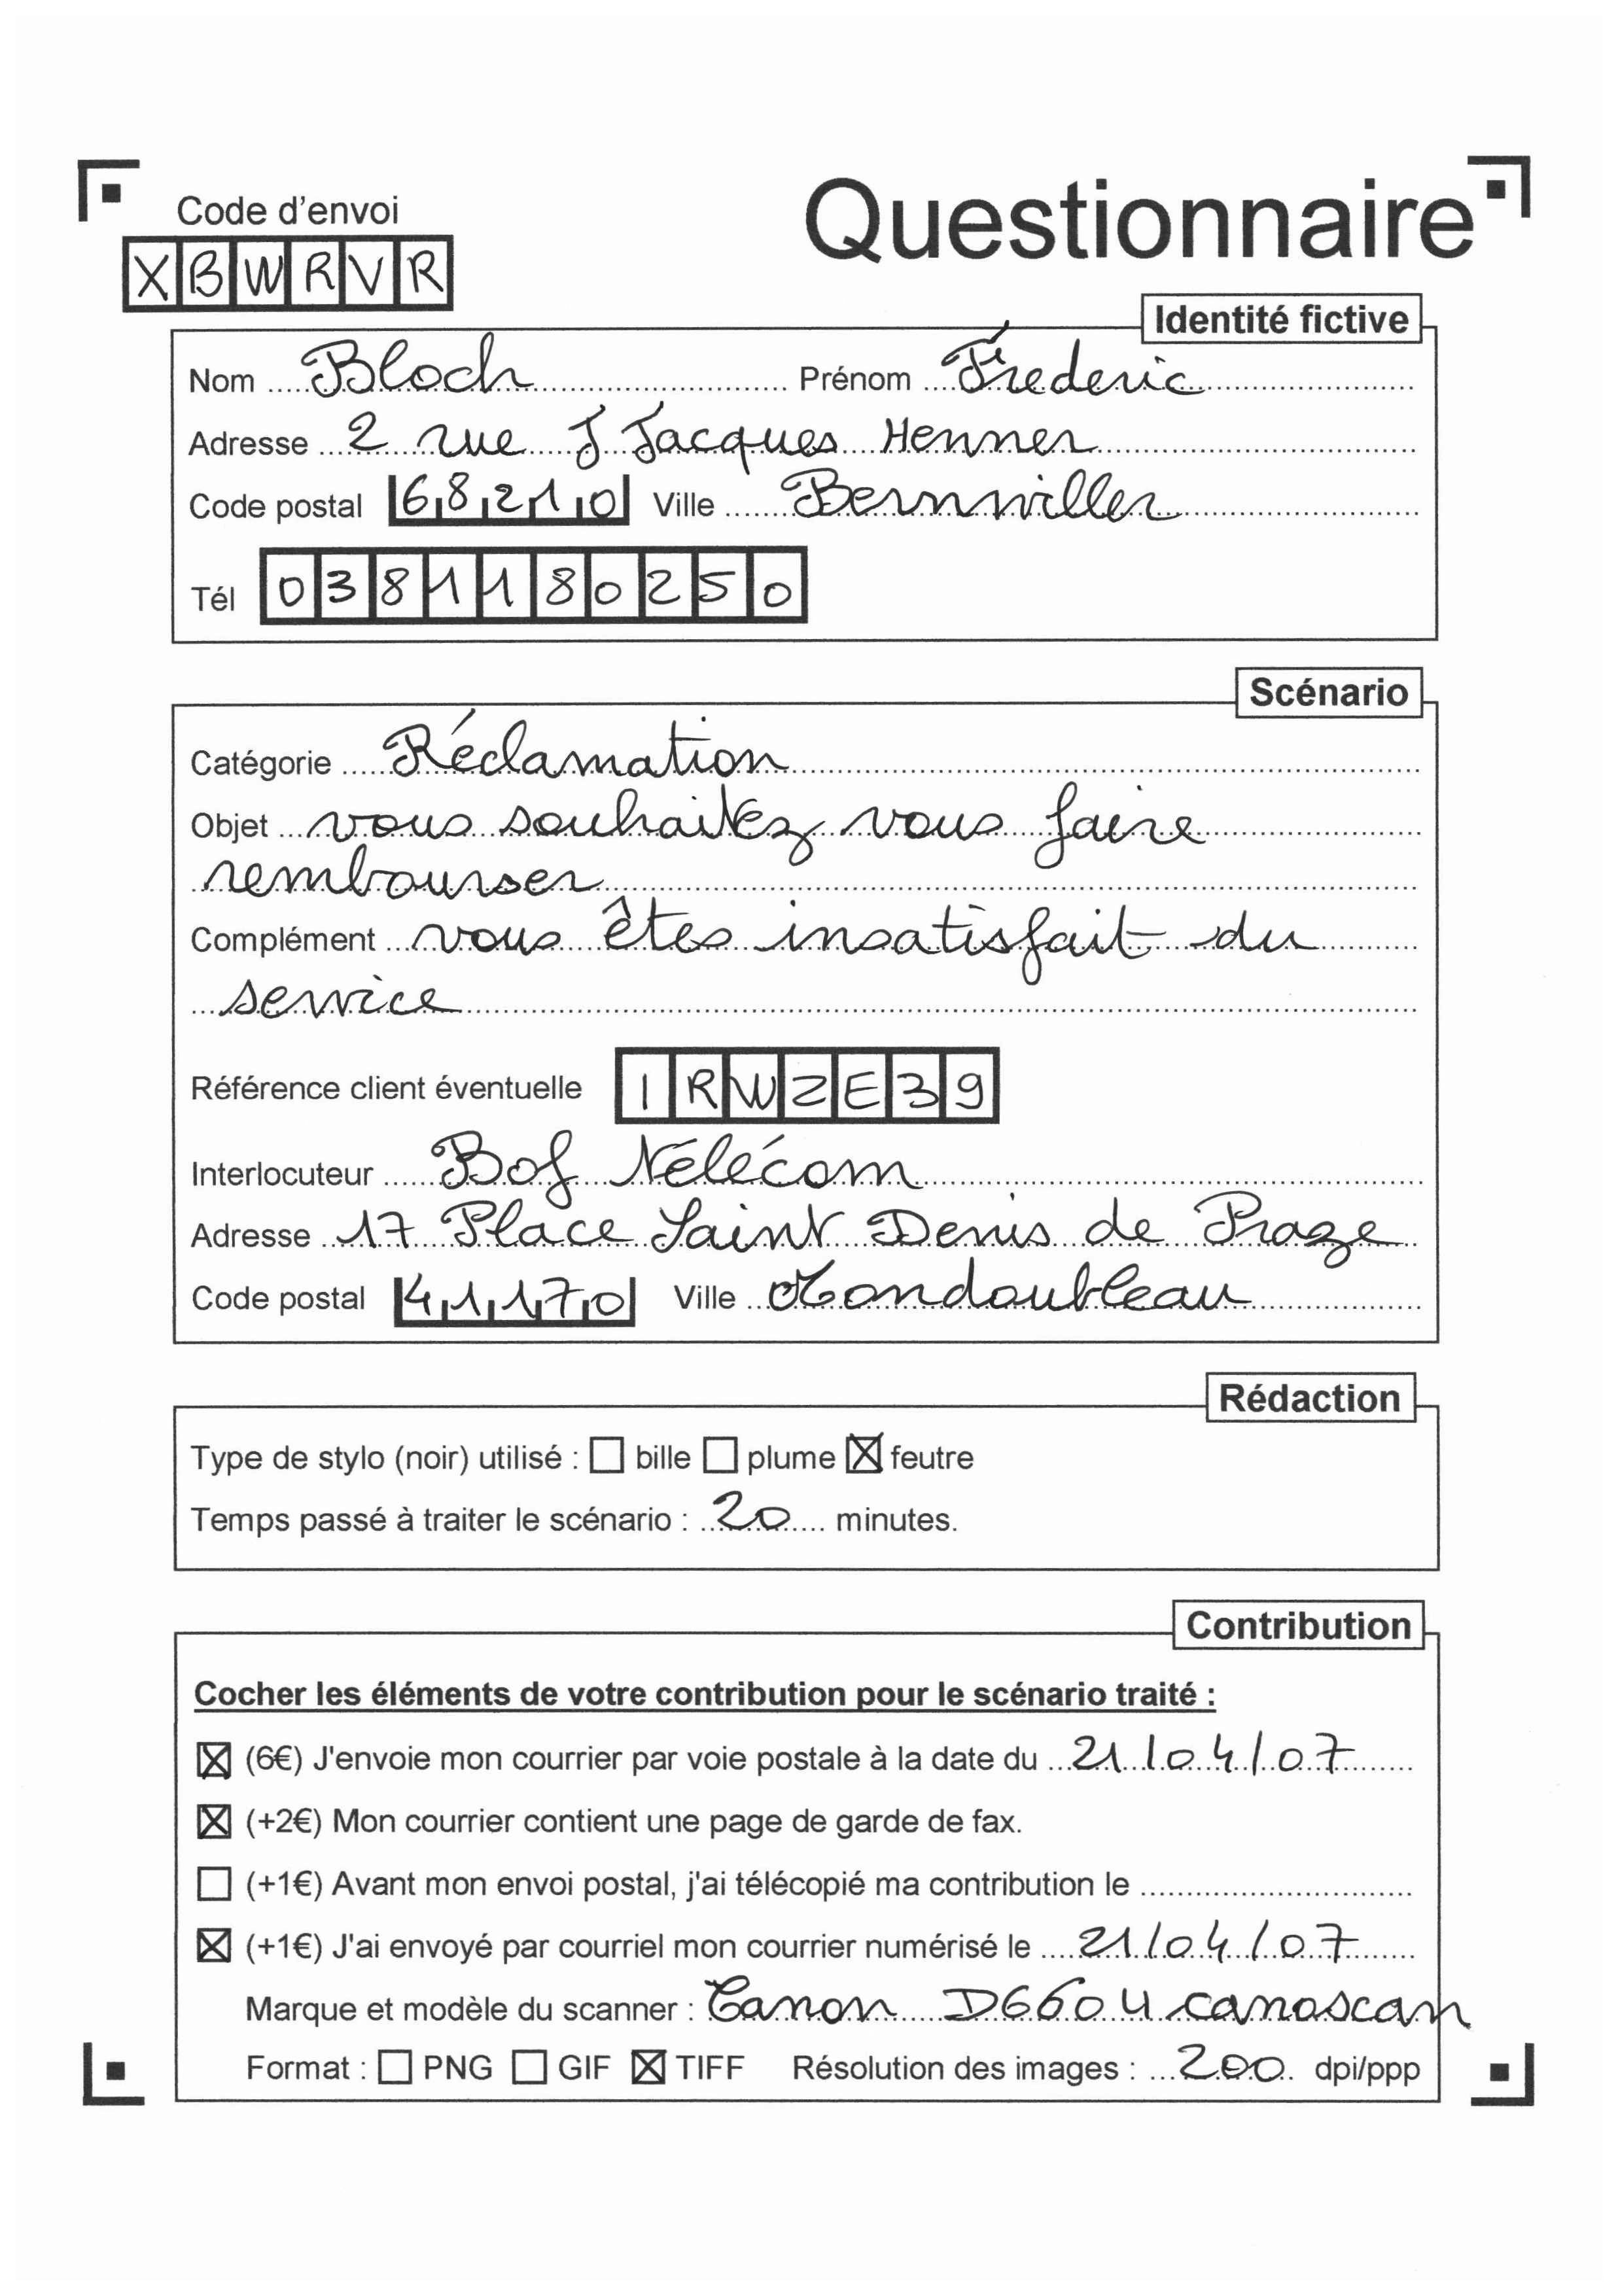 Questionnaire
Code d'envoi
XBWRVR
Identité fictive
Nom Bloch Prénom Fréderic
Adresse 2 rue J Jacques Henner
Code postal 68210 Ville Bernwiller
Tél 0381180250
Scénario
Catégorie Réclamation
Objet vous souhaitez vous faire
rembourser
Complément vous êtes insatisfait du
service
Référence client éventuelle IRWZE39
Interlocuteur Bof Télécom
Adresse 17 Place Saint Denis de Prage
Code postal 41170 Ville Mondoubleau
Rédaction
Type de stylo (noir) utilisé : ☐ bille ☐ plume ☒ feutre
Temps passé à traiter le scénario : 20 minutes.
Contribution
Cocher les éléments de votre contribution pour le scénario traité :
☒ (6€) J'envoie mon courrier par voie postale à la date du 21/04/07
☒ (+2€) Mon courrier contient une page de garde de fax.
☐ (+1€) Avant mon envoi postal, j'ai télécopié ma contribution le
☒ (+1€) J'ai envoyé par courriel mon courrier numérisé le 21/04/07
Marque et modèle du scanner : Canon D660U canoscan
Format : ☐ PNG ☐ GIF ☒ TIFF Résolution des images : 200 dpi/ppp